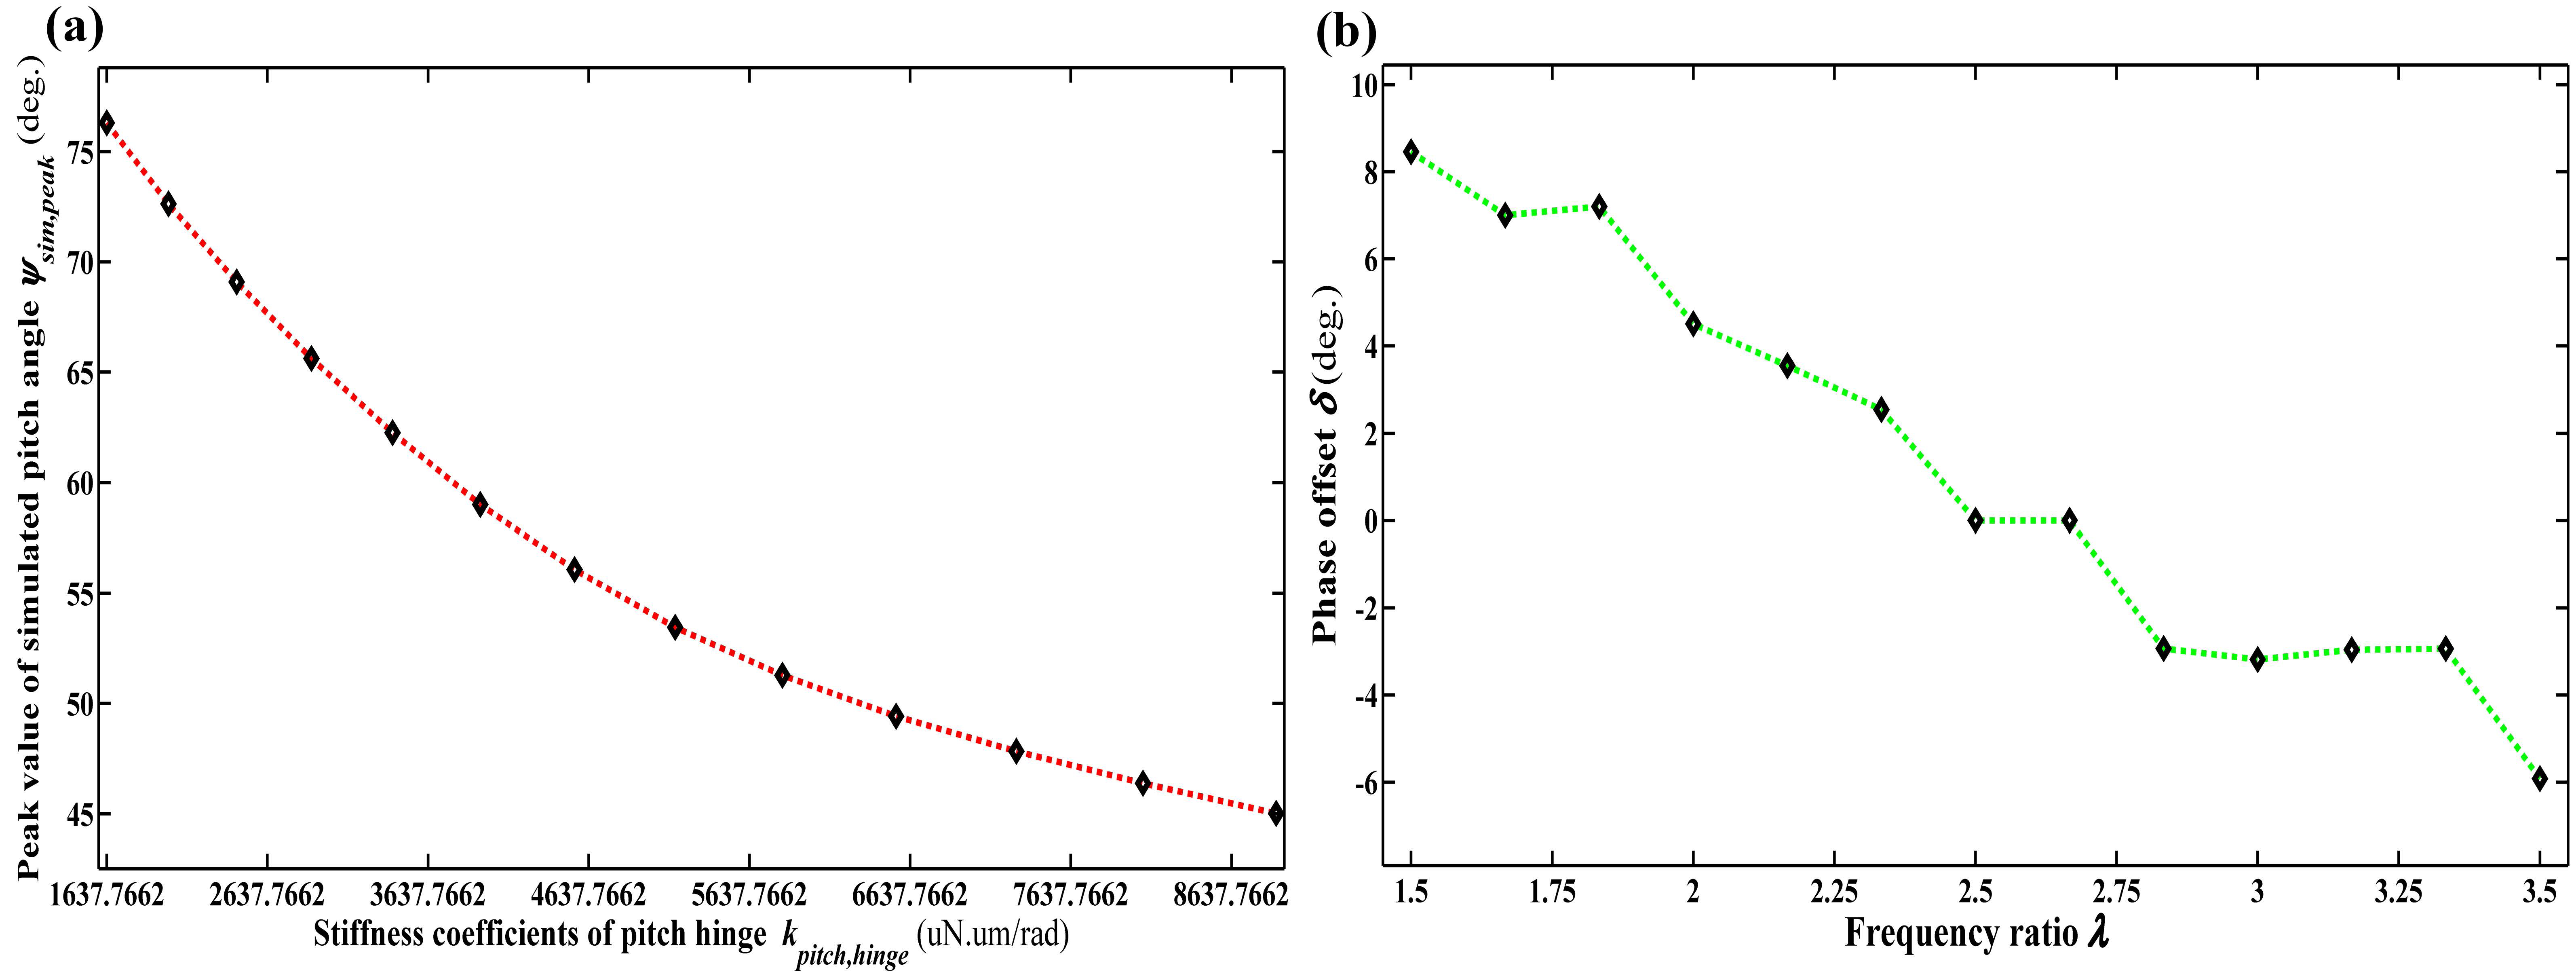 (a)
Peak value of simulated pitch angle ψsim,peak (deg.)
75
70
65
60
55
50
45
1637.7662 2637.7662 3637.7662 4637.7662 5637.7662 6637.7662 7637.7662 8637.7662
Stiffness coefficients of pitch hinge kpitch,hinge (uN.um/rad)
(b)
Phase offset δ(deg.)
10
8
6
4
2
0
-2
-4
-6
1.5 1.75 2 2.25 2.5 2.75 3 3.25 3.5
Frequency ratio λ